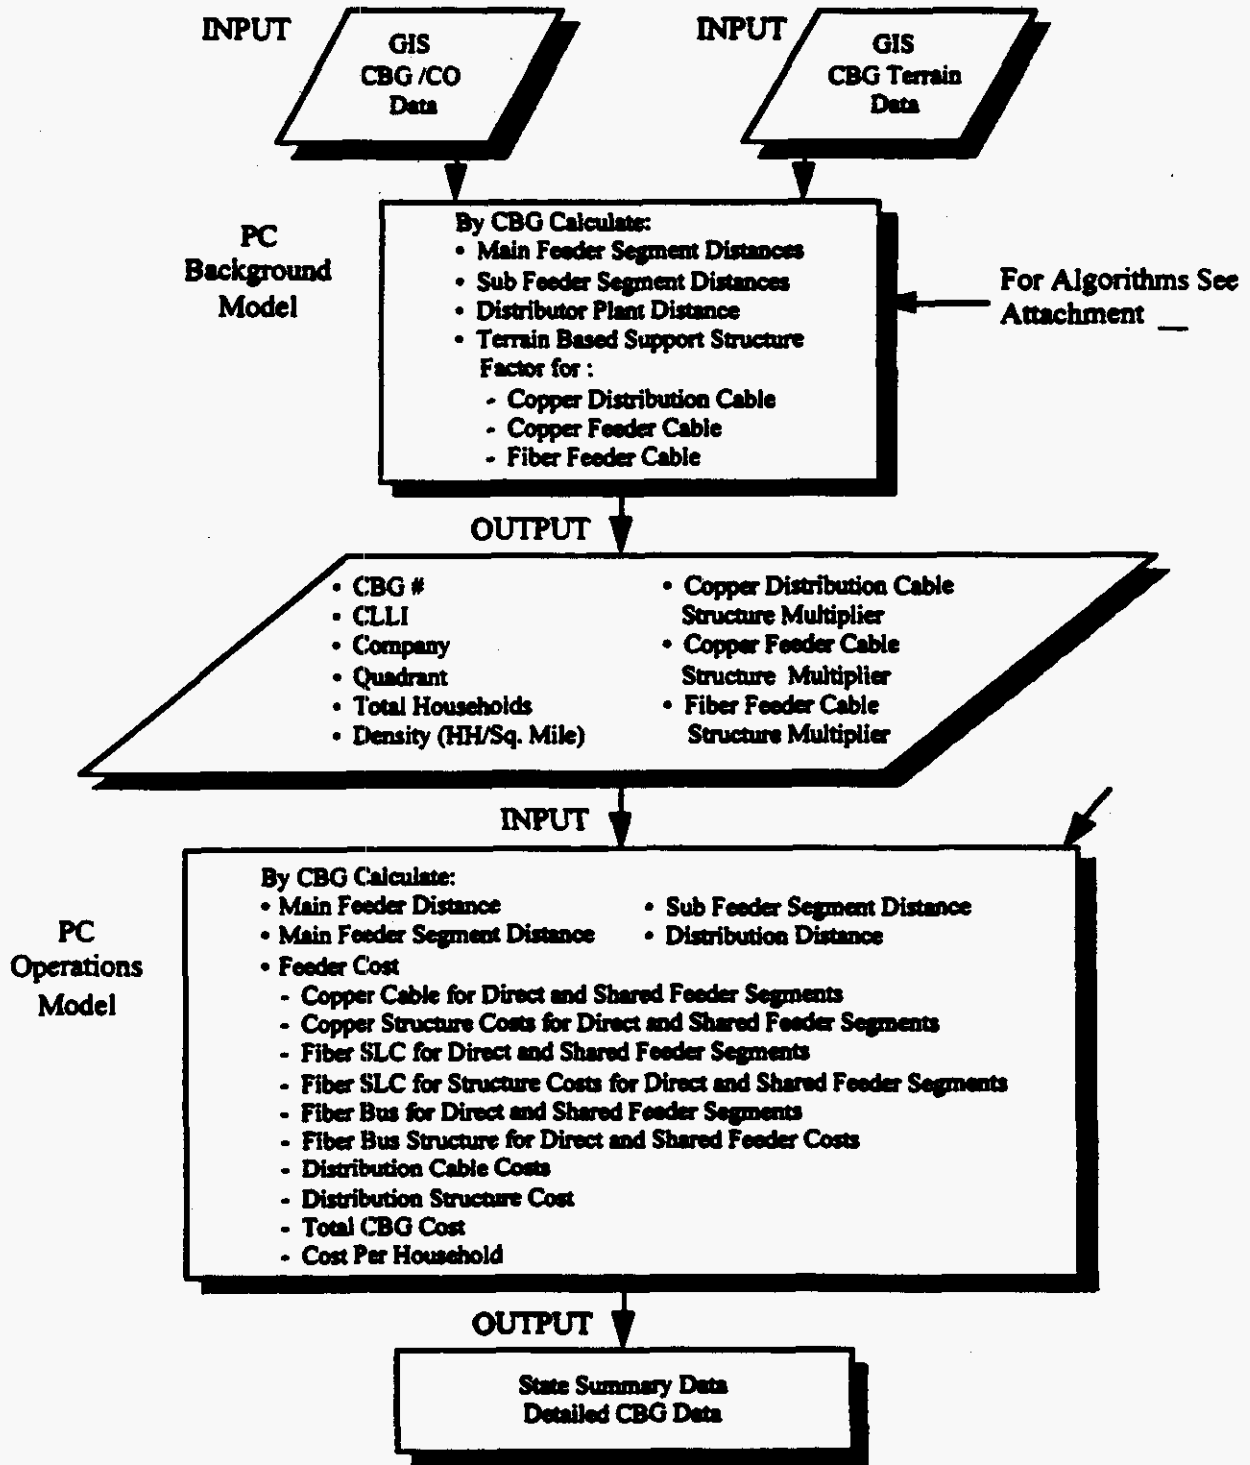 INPUT
GIS
CBG /CO
Data
INPUT
GIS
CBG Terrain
Data
PC
Background
Model
By CBG Calculate:
• Main Feeder Segment Distances
• Sub Feeder Segment Distances
• Distributor Plant Distance
• Terrain Based Support Structure
Factor for :
- Copper Distribution Cable
- Copper Feeder Cable
- Fiber Feeder Cable
For Algorithms See
Attachment __
OUTPUT
• CBG #
• CLLI
• Company
• Quadrant
• Total Households
• Density (HH/Sq. Mile)
• Copper Distribution Cable
Structure Multiplier
• Copper Feeder Cable
Structure Multiplier
• Fiber Feeder Cable
Structure Multiplier
INPUT
PC
Operations
Model
By CBG Calculate:
• Main Feeder Distance
• Main Feeder Segment Distance
• Sub Feeder Segment Distance
• Distribution Distance
• Feeder Cost
- Copper Cable for Direct and Shared Feeder Segments
- Copper Structure Costs for Direct and Shared Feeder Segments
- Fiber SLC for Direct and Shared Feeder Segments
- Fiber SLC for Structure Costs for Direct and Shared Feeder Segments
- Fiber Bus for Direct and Shared Feeder Segments
- Fiber Bus Structure for Direct and Shared Feeder Costs
- Distribution Cable Costs
- Distribution Structure Cost
- Total CBG Cost
- Cost Per Household
OUTPUT
State Summary Data
Detailed CBG Data